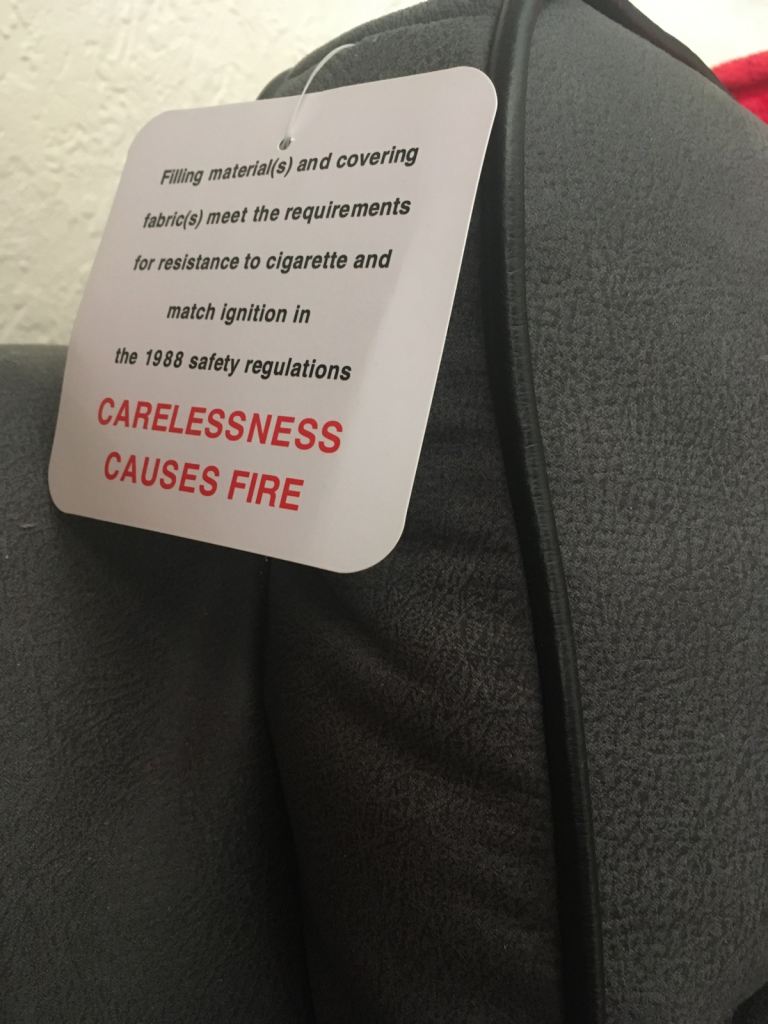 Filling material(s) and covering
fabric(s) meet the requirements
for resistance to cigarette and
match ignition in
the 1988 safety regulations
CARELESSNESS
CAUSES FIRE